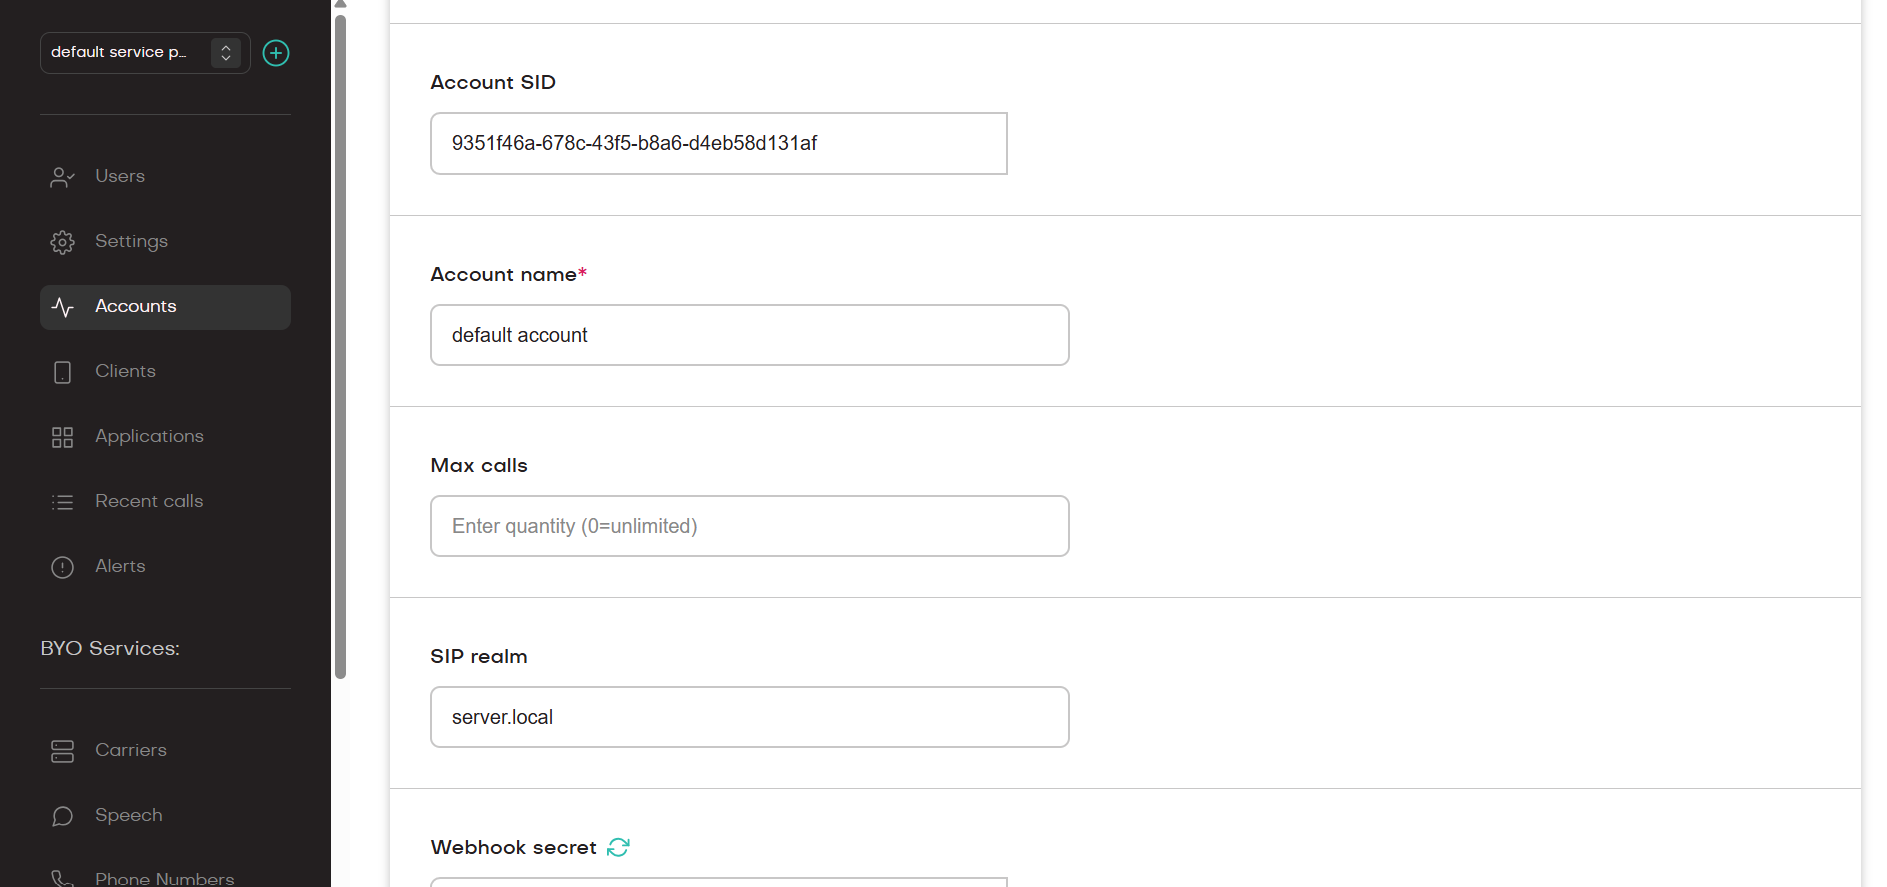 default service p...
Users
Settings
Accounts
Clients
Applications
Recent calls
Alerts
BYO Services:
Carriers
Speech
Phone Numbers
Account SID
9351f46a-678c-43f5-b8a6-d4eb58d131af
Account name*
default account
Max calls
Enter quantity (0=unlimited)
SIP realm
server.local
Webhook secret